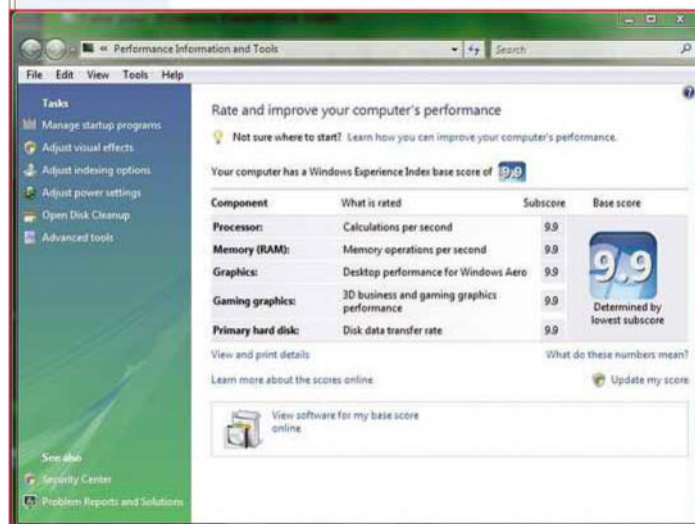 « Performance Information and Tools
Search
File Edit View Tools Help
Tasks
Manage startup programs
Adjust visual effects
Adjust indexing options
Adjust power settings
Open Disk Cleanup
Advanced tools
See also
Security Center
Problem Reports and Solutions
Rate and improve your computer's performance
Not sure where to start? Learn how you can improve your computer's performance.
Your computer has a Windows Experience Index base score of 9.9
Component What is rated Subscore Base score
Processor: Calculations per second 9.9
Memory (RAM): Memory operations per second 9.9
Graphics: Desktop performance for Windows Aero 9.9
Gaming graphics: 3D business and gaming graphics performance 9.9
Primary hard disk: Disk data transfer rate 9.9
9.9
Determined by
lowest subscore
View and print details What do these numbers mean?
Learn more about the scores online Update my score
View software for my base score
online